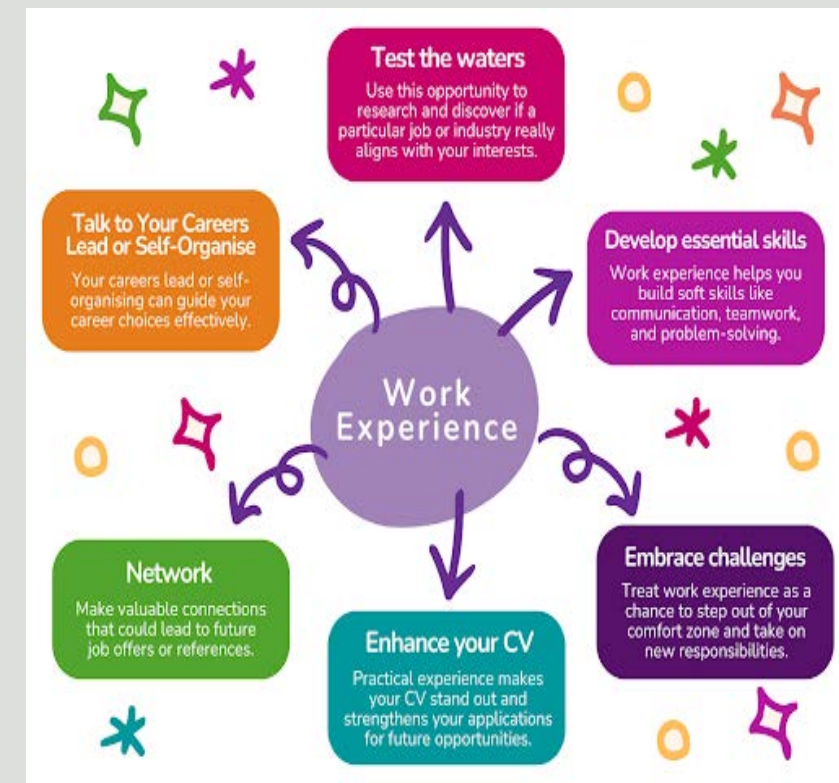 Test the waters
Use this opportunity to
research and discover if a
particular job or industry really
aligns with your interests.
Talk to Your Careers
Lead or Self-Organise
Your careers lead or self-
organising can guide your
career choices effectively.
Develop essential skills
Work experience helps you
build soft skills like
communication, teamwork,
and problem-solving.
Work
Experience
Network
Make valuable connections
that could lead to future
job offers or references.
Enhance your CV
Practical experience makes
your CV stand out and
strengthens your applications
for future opportunities.
Embrace challenges
Treat work experience as a
chance to step out of your
comfort zone and take on
new responsibilities.